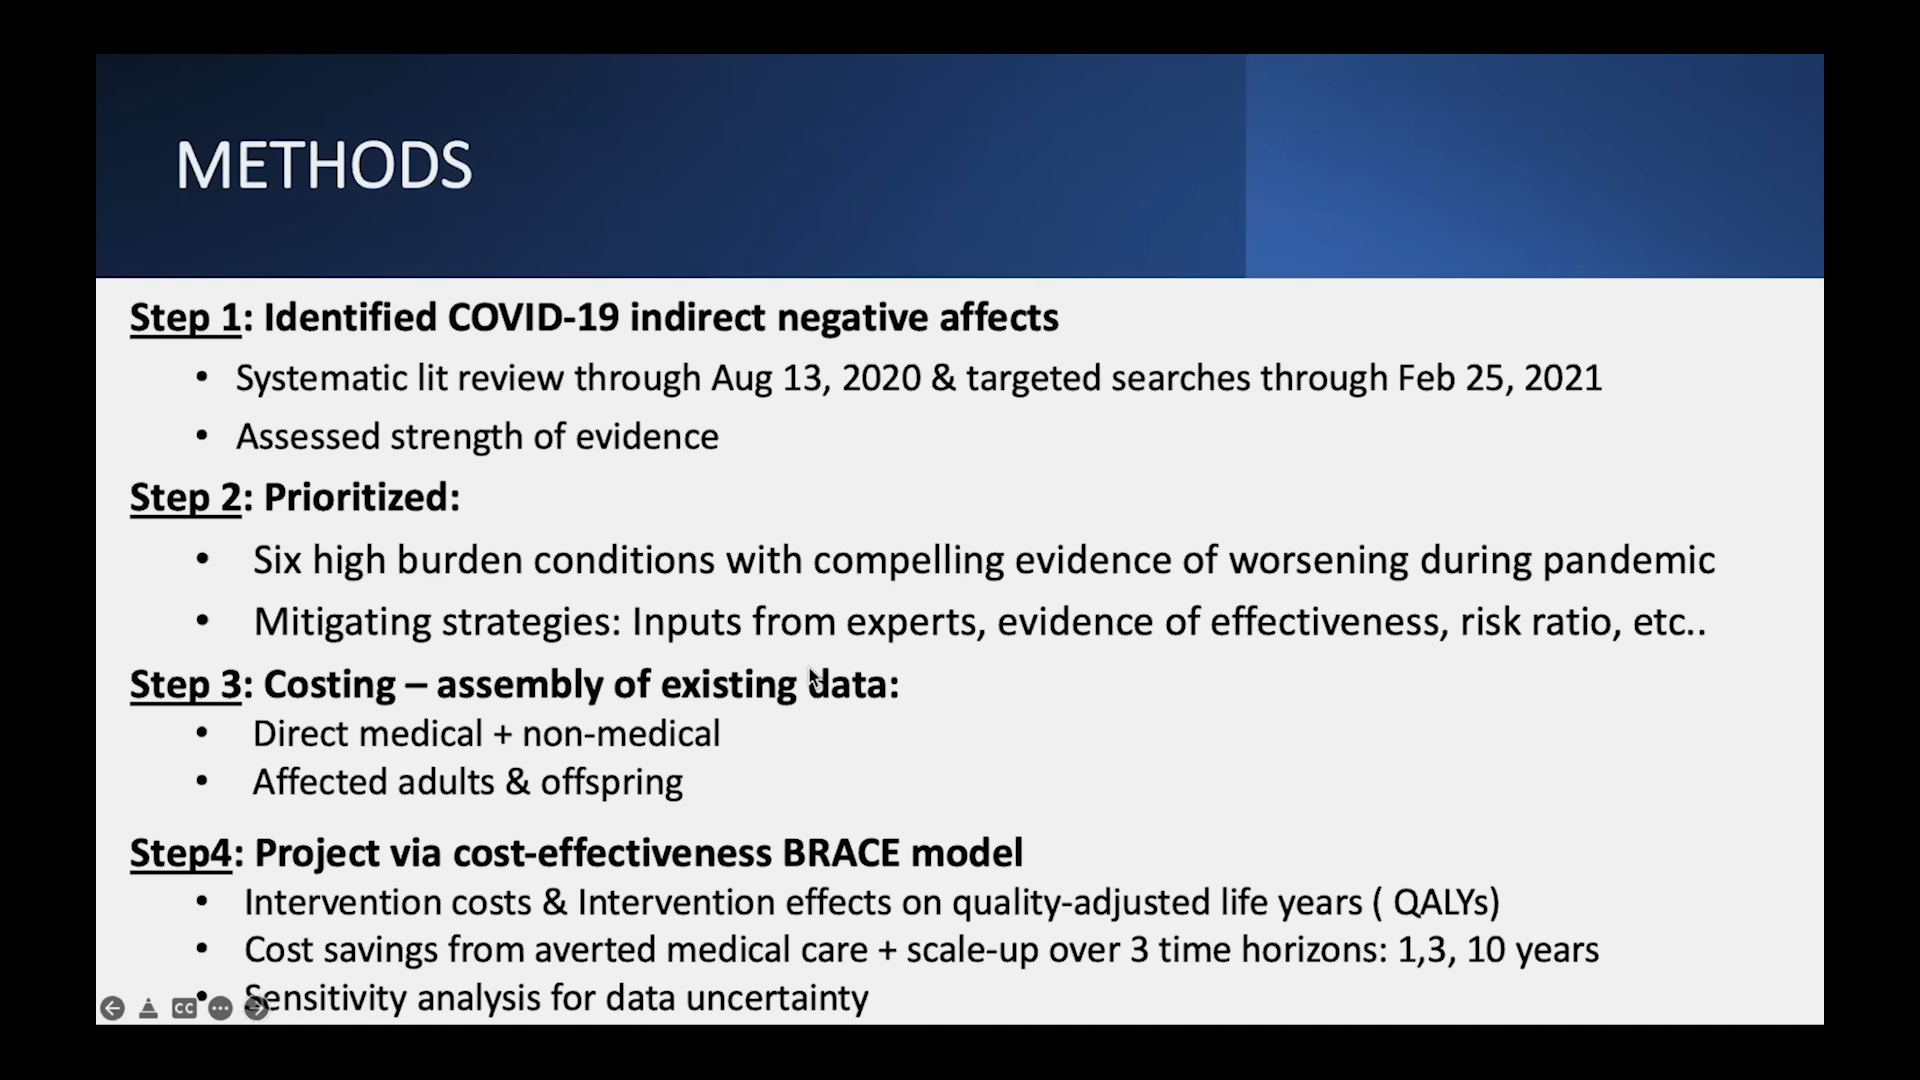 METHODS
Step 1: Identified COVID-19 indirect negative affects
• Systematic lit review through Aug 13, 2020 & targeted searches through Feb 25, 2021
• Assessed strength of evidence
Step 2: Prioritized:
• Six high burden conditions with compelling evidence of worsening during pandemic
• Mitigating strategies: Inputs from experts, evidence of effectiveness, risk ratio, etc..
Step 3: Costing – assembly of existing data:
• Direct medical + non-medical
• Affected adults & offspring
Step4: Project via cost-effectiveness BRACE model
• Intervention costs & Intervention effects on quality-adjusted life years ( QALYs)
• Cost savings from averted medical care + scale-up over 3 time horizons: 1,3, 10 years
• Sensitivity analysis for data uncertainty
CC